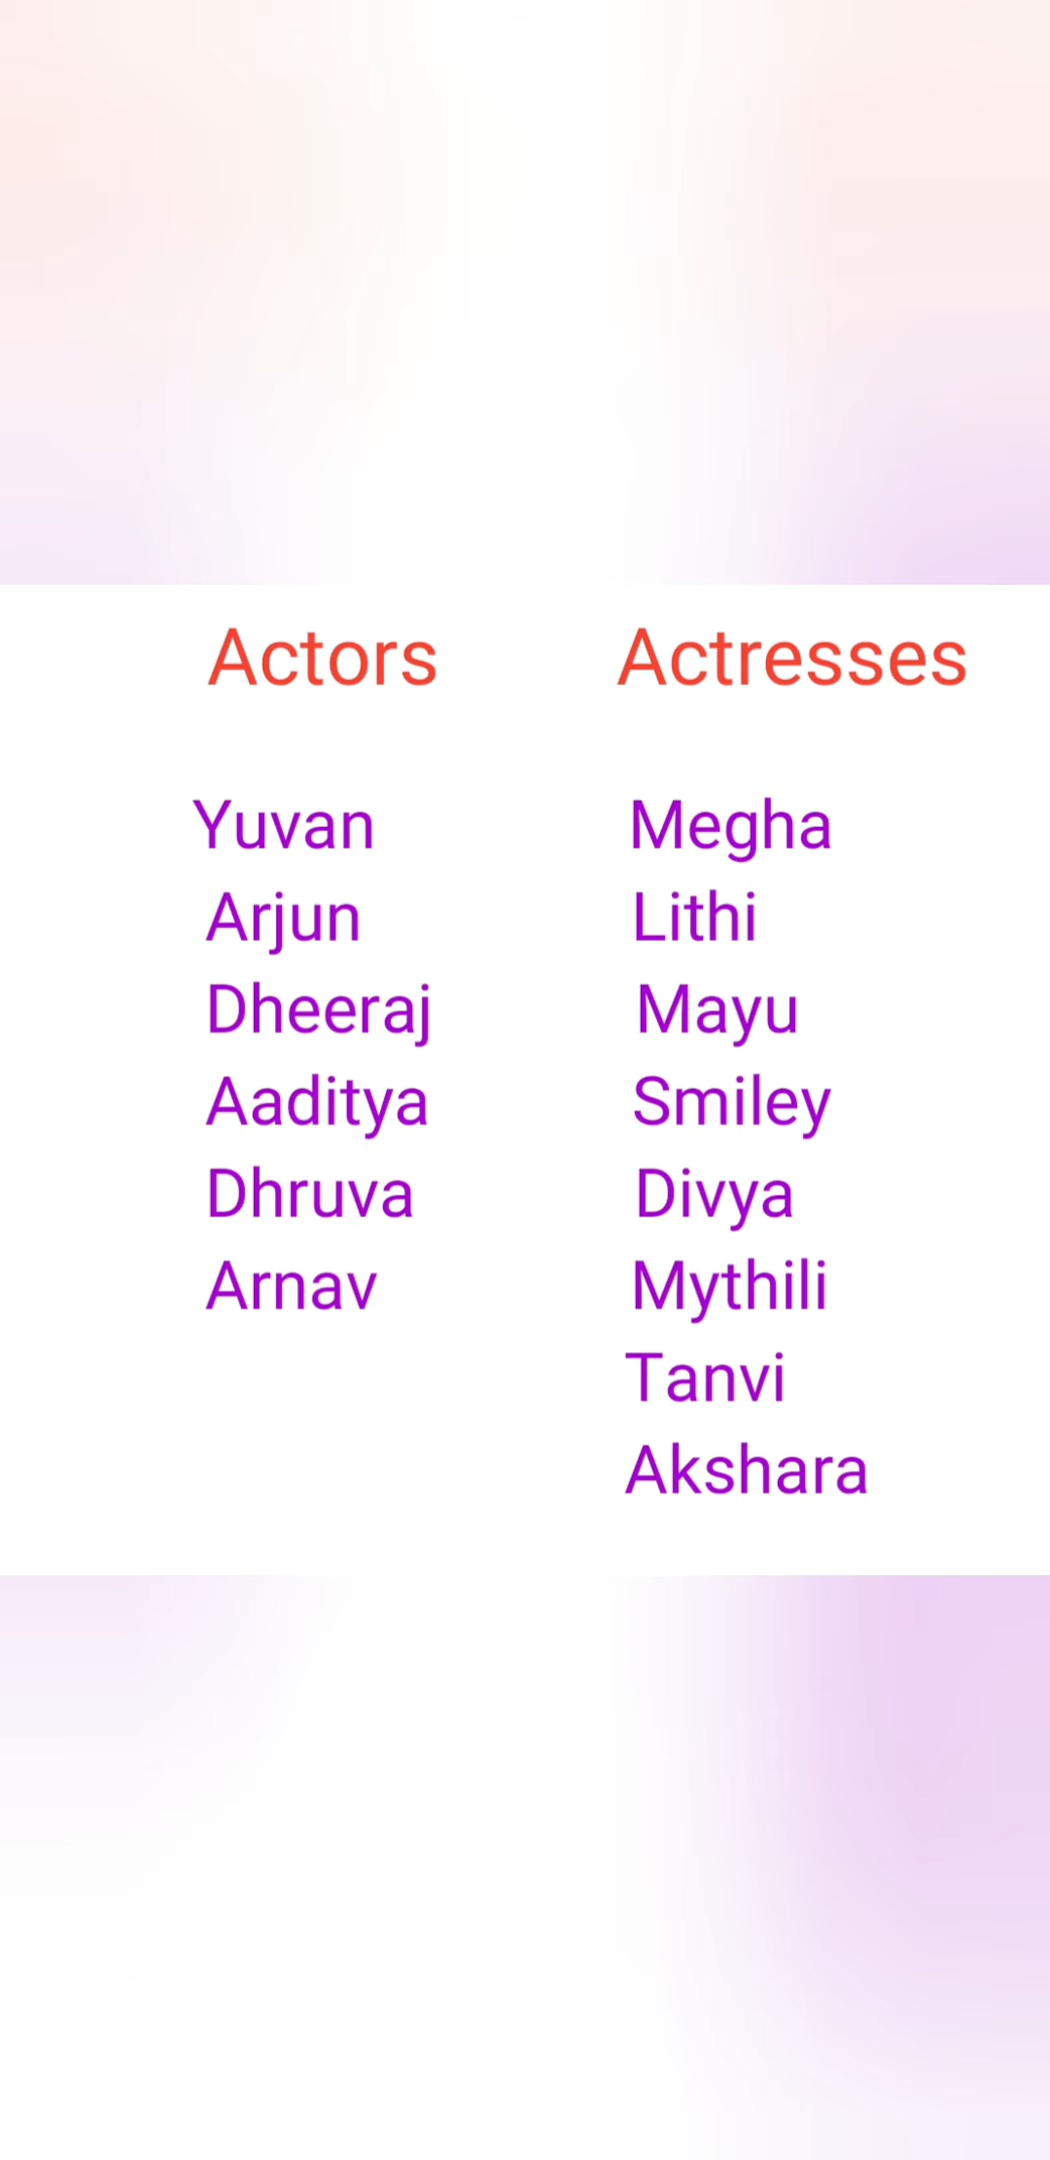 Actors Actresses
Yuvan Megha
Arjun Lithi
Dheeraj Mayu
Aaditya Smiley
Dhruva Divya
Arnav Mythili
Tanvi
Akshara